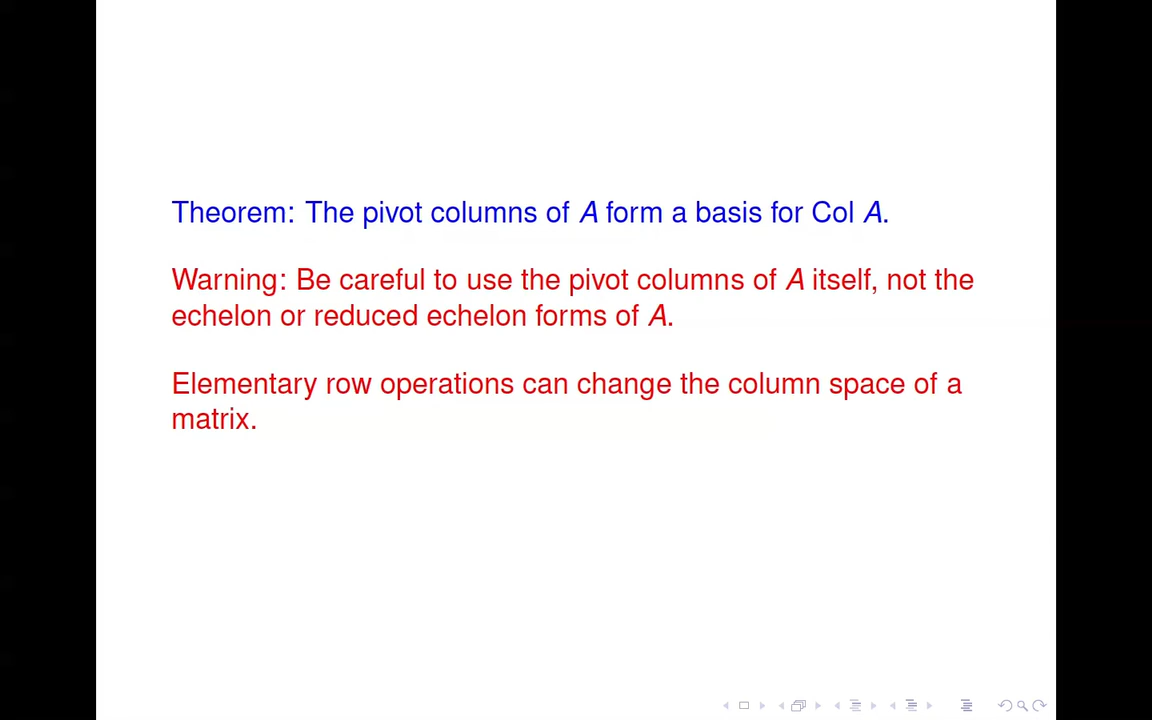 Theorem: The pivot columns of A form a basis for Col A.
Warning: Be careful to use the pivot columns of A itself, not the
echelon or reduced echelon forms of A.
Elementary row operations can change the column space of a
matrix.